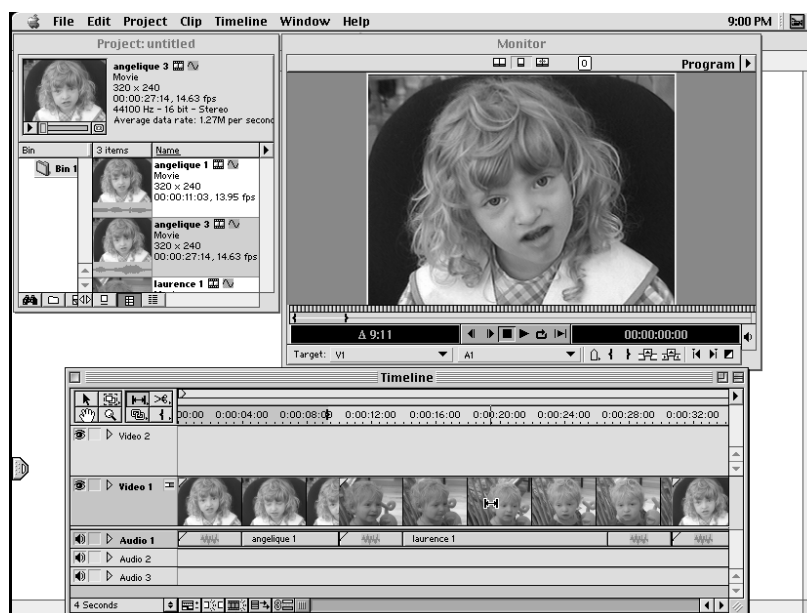 File Edit Project Clip Timeline Window Help 9:00 PM
Project: untitled
angelique 3
Movie
320 × 240
00:00:27:14, 14.63 fps
44100 Hz - 16 bit - Stereo
Average data rate: 1.27M per second
Bin 3 items Name
Bin 1
angelique 1
Movie
320 × 240
00:00:11:03, 13.95 fps
angelique 3
Movie
320 × 240
00:00:27:14, 14.63 fps
laurence 1
Monitor
Program
Δ 9:11 00:00:00:00
Target: V1 A1
Timeline
00:00 0:00:04:00 0:00:08:0 0:00:12:00 0:00:16:00 0:00:20:00 0:00:24:00 0:00:28:00 0:00:32:00
Video 2
Video 1
Audio 1 angelique 1 laurence 1
Audio 2
Audio 3
4 Seconds